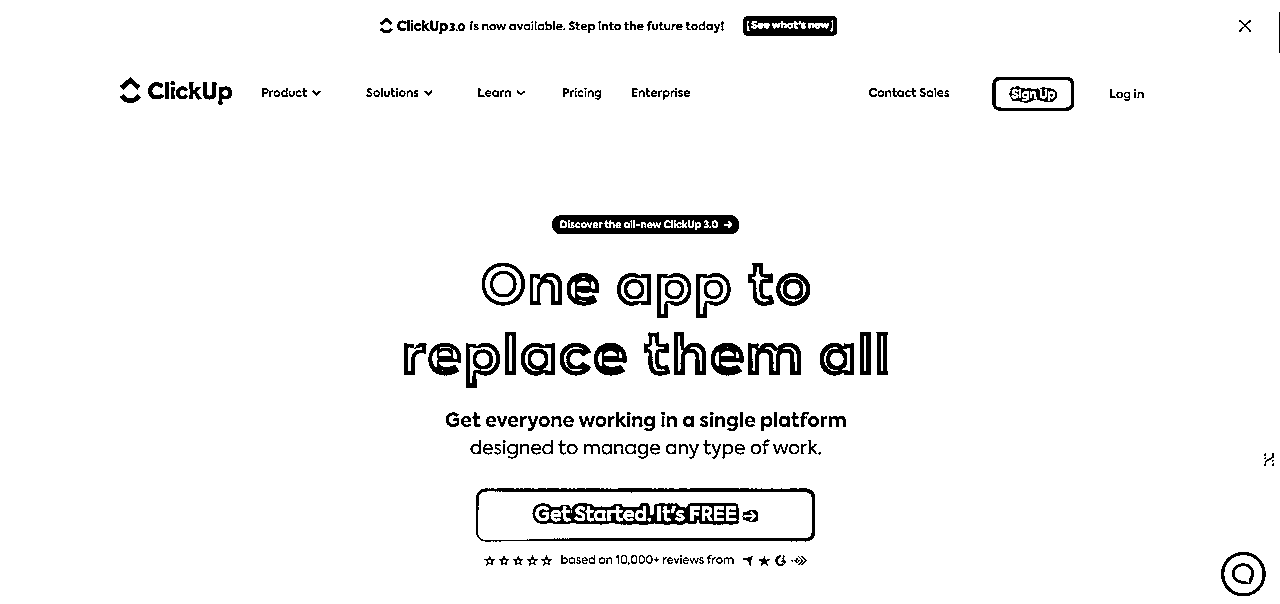 ClickUp 3.0 is now available. Step into the future today! [See what's new]
ClickUp Product Solutions Learn Pricing Enterprise Contact Sales Sign Up Log in
Discover the all-new ClickUp 3.0 →
One app to
replace them all
Get everyone working in a single platform
designed to manage any type of work.
Get Started. It's FREE →
based on 10,000+ reviews from